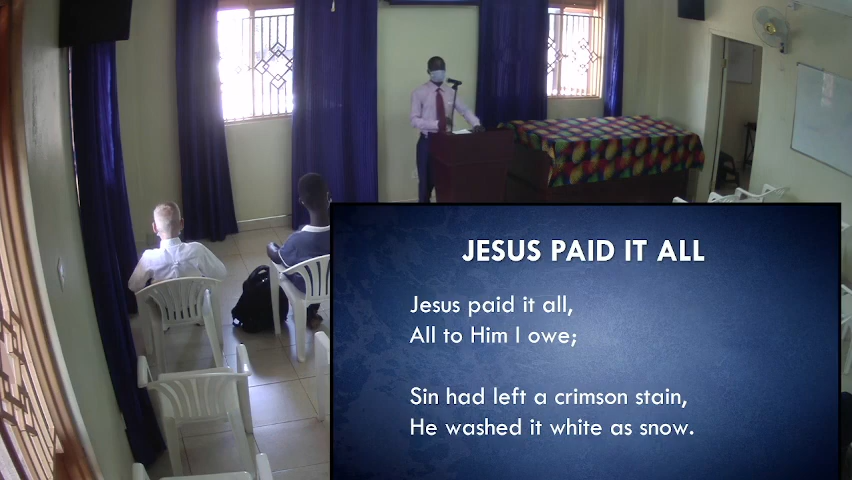 JESUS PAID IT ALL
Jesus paid it all,
All to Him I owe;
Sin had left a crimson stain,
He washed it white as snow.